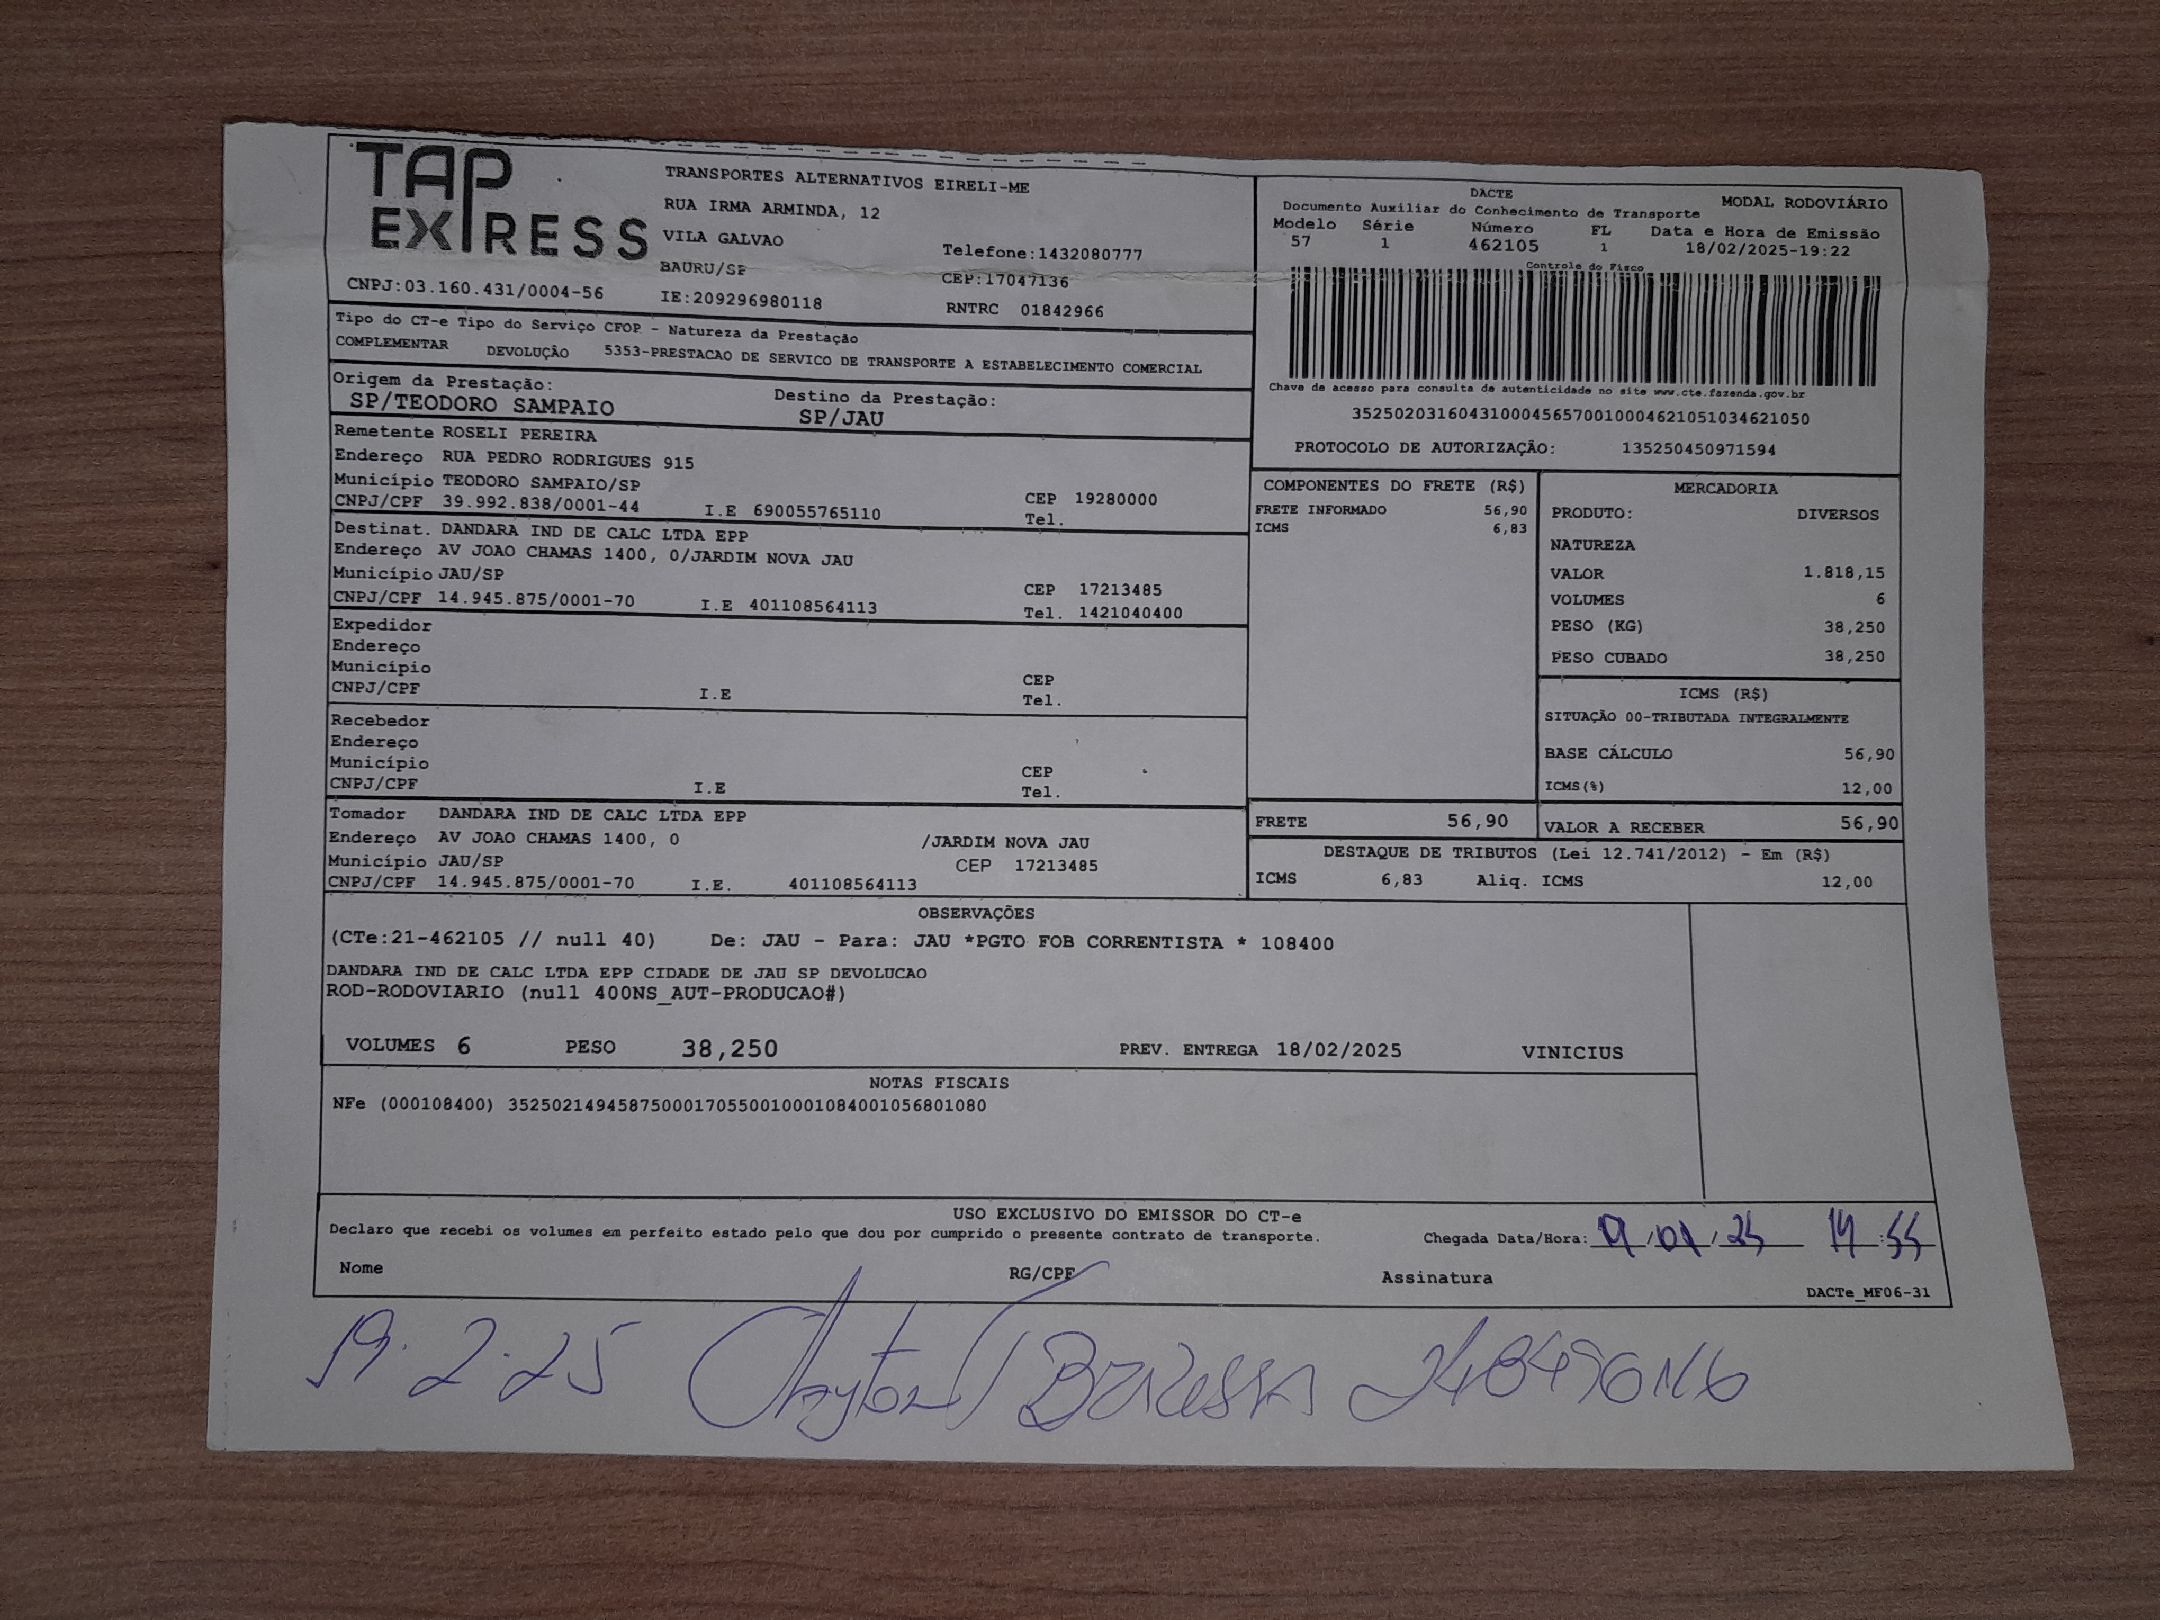 TAP
EXPRESS
TRANSPORTES ALTERNATIVOS EIRELI-ME
RUA IRMA ARMINDA, 12
VILA GALVAO Telefone:1432080777
BAURU/SP CEP:17047136
CNPJ:03.160.431/0004-56 IE:209296980118 RNTRC 01842966
DACTE MODAL RODOVIÁRIO
Documento Auxiliar do Conhecimento de Transporte
Modelo Série Número FL Data e Hora de Emissão
57 1 462105 1 18/02/2025-19:22
Controle do Fisco
Chave de acesso para consulta de autenticidade no site www.cte.fazenda.gov.br
35250203160431000456570010004621051034621050
PROTOCOLO DE AUTORIZAÇÃO: 135250450971594
Tipo do CT-e Tipo do Serviço CFOP - Natureza da Prestação
COMPLEMENTAR DEVOLUÇÃO 5353-PRESTACAO DE SERVICO DE TRANSPORTE A ESTABELECIMENTO COMERCIAL
Origem da Prestação: Destino da Prestação:
SP/TEODORO SAMPAIO SP/JAU
Remetente ROSELI PEREIRA
Endereço RUA PEDRO RODRIGUES 915
Município TEODORO SAMPAIO/SP CEP 19280000
CNPJ/CPF 39.992.838/0001-44 I.E 690055765110 Tel.
Destinat. DANDARA IND DE CALC LTDA EPP
Endereço AV JOAO CHAMAS 1400, 0/JARDIM NOVA JAU
Município JAU/SP CEP 17213485
CNPJ/CPF 14.945.875/0001-70 I.E 401108564113 Tel. 1421040400
Expedidor
Endereço
Município CEP
CNPJ/CPF I.E Tel.
Recebedor
Endereço
Município CEP
CNPJ/CPF I.E Tel.
Tomador DANDARA IND DE CALC LTDA EPP
Endereço AV JOAO CHAMAS 1400, 0 /JARDIM NOVA JAU
Município JAU/SP CEP 17213485
CNPJ/CPF 14.945.875/0001-70 I.E. 401108564113
COMPONENTES DO FRETE (R$)
FRETE INFORMADO 56,90
ICMS 6,83
MERCADORIA
PRODUTO: DIVERSOS
NATUREZA
VALOR 1.818,15
VOLUMES 6
PESO (KG) 38,250
PESO CUBADO 38,250
ICMS (R$)
SITUAÇÃO 00-TRIBUTADA INTEGRALMENTE
BASE CÁLCULO 56,90
ICMS(%) 12,00
FRETE 56,90 VALOR A RECEBER 56,90
DESTAQUE DE TRIBUTOS (Lei 12.741/2012) - Em (R$)
ICMS 6,83 Aliq. ICMS 12,00
OBSERVAÇÕES
(CTe:21-462105 // null 40) De: JAU - Para: JAU *PGTO FOB CORRENTISTA * 108400
DANDARA IND DE CALC LTDA EPP CIDADE DE JAU SP DEVOLUCAO
ROD-RODOVIARIO (null 400NS_AUT-PRODUCAO#)
VOLUMES 6 PESO 38,250 PREV. ENTREGA 18/02/2025 VINICIUS
NOTAS FISCAIS
NFe (000108400) 35250214945875000170550010001084001056801080
USO EXCLUSIVO DO EMISSOR DO CT-e
Declaro que recebi os volumes em perfeito estado pelo que dou por cumprido o presente contrato de transporte. Chegada Data/Hora:
Nome RG/CPF Assinatura
DACTe_MF06-31
19.2.25